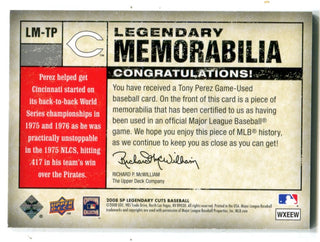 LM-TP
LEGENDARY
MEMORABILIA
CONGRATULATIONS!
Perez helped get
Cincinnati started on
its back-to-back World
Series championships in
1975 and 1976 as he was
practically unstoppable
in the 1975 NLCS, hitting
.417 in his team's win
over the Pirates.
You have received a Tony Perez Game-Used
baseball card. On the front of this card is a piece of
memorabilia that has been certified to us as having
been used in an official Major League Baseball®
game. We hope you enjoy this piece of MLB® history,
as we continue to keep you as close as you can get!
Richard McWilliam
RICHARD P. McWILLIAM
The Upper Deck Company
2008 SP LEGENDARY CUTS BASEBALL
WXEEW